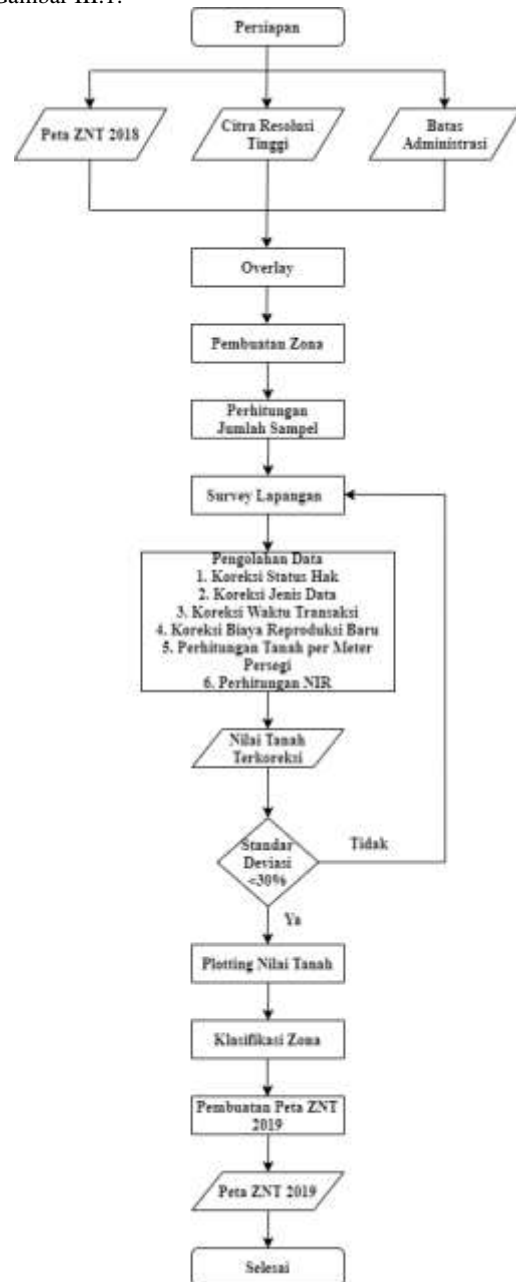 Gambar III.1.
Persiapan
Peta ZNT 2018
Citra Resolusi
Tinggi
Batas
Administrasi
Overlay
Pembuatan Zona
Perhitungan
Jumlah Sampel
Survey Lapangan
Pengolahan Data
1. Koreksi Status Hak
2. Koreksi Jenis Data
3. Koreksi Waktu Transaksi
4. Koreksi Biaya Reproduksi Baru
5. Perhitungan Tanah per Meter
Persegi
6. Perhitungan NIR
Nilai Tanah
Terkoreksi
Standar
Deviasi
<30%
Tidak
Ya
Plotting Nilai Tanah
Klasifikasi Zona
Pembuatan Peta ZNT
2019
Peta ZNT 2019
Selesai